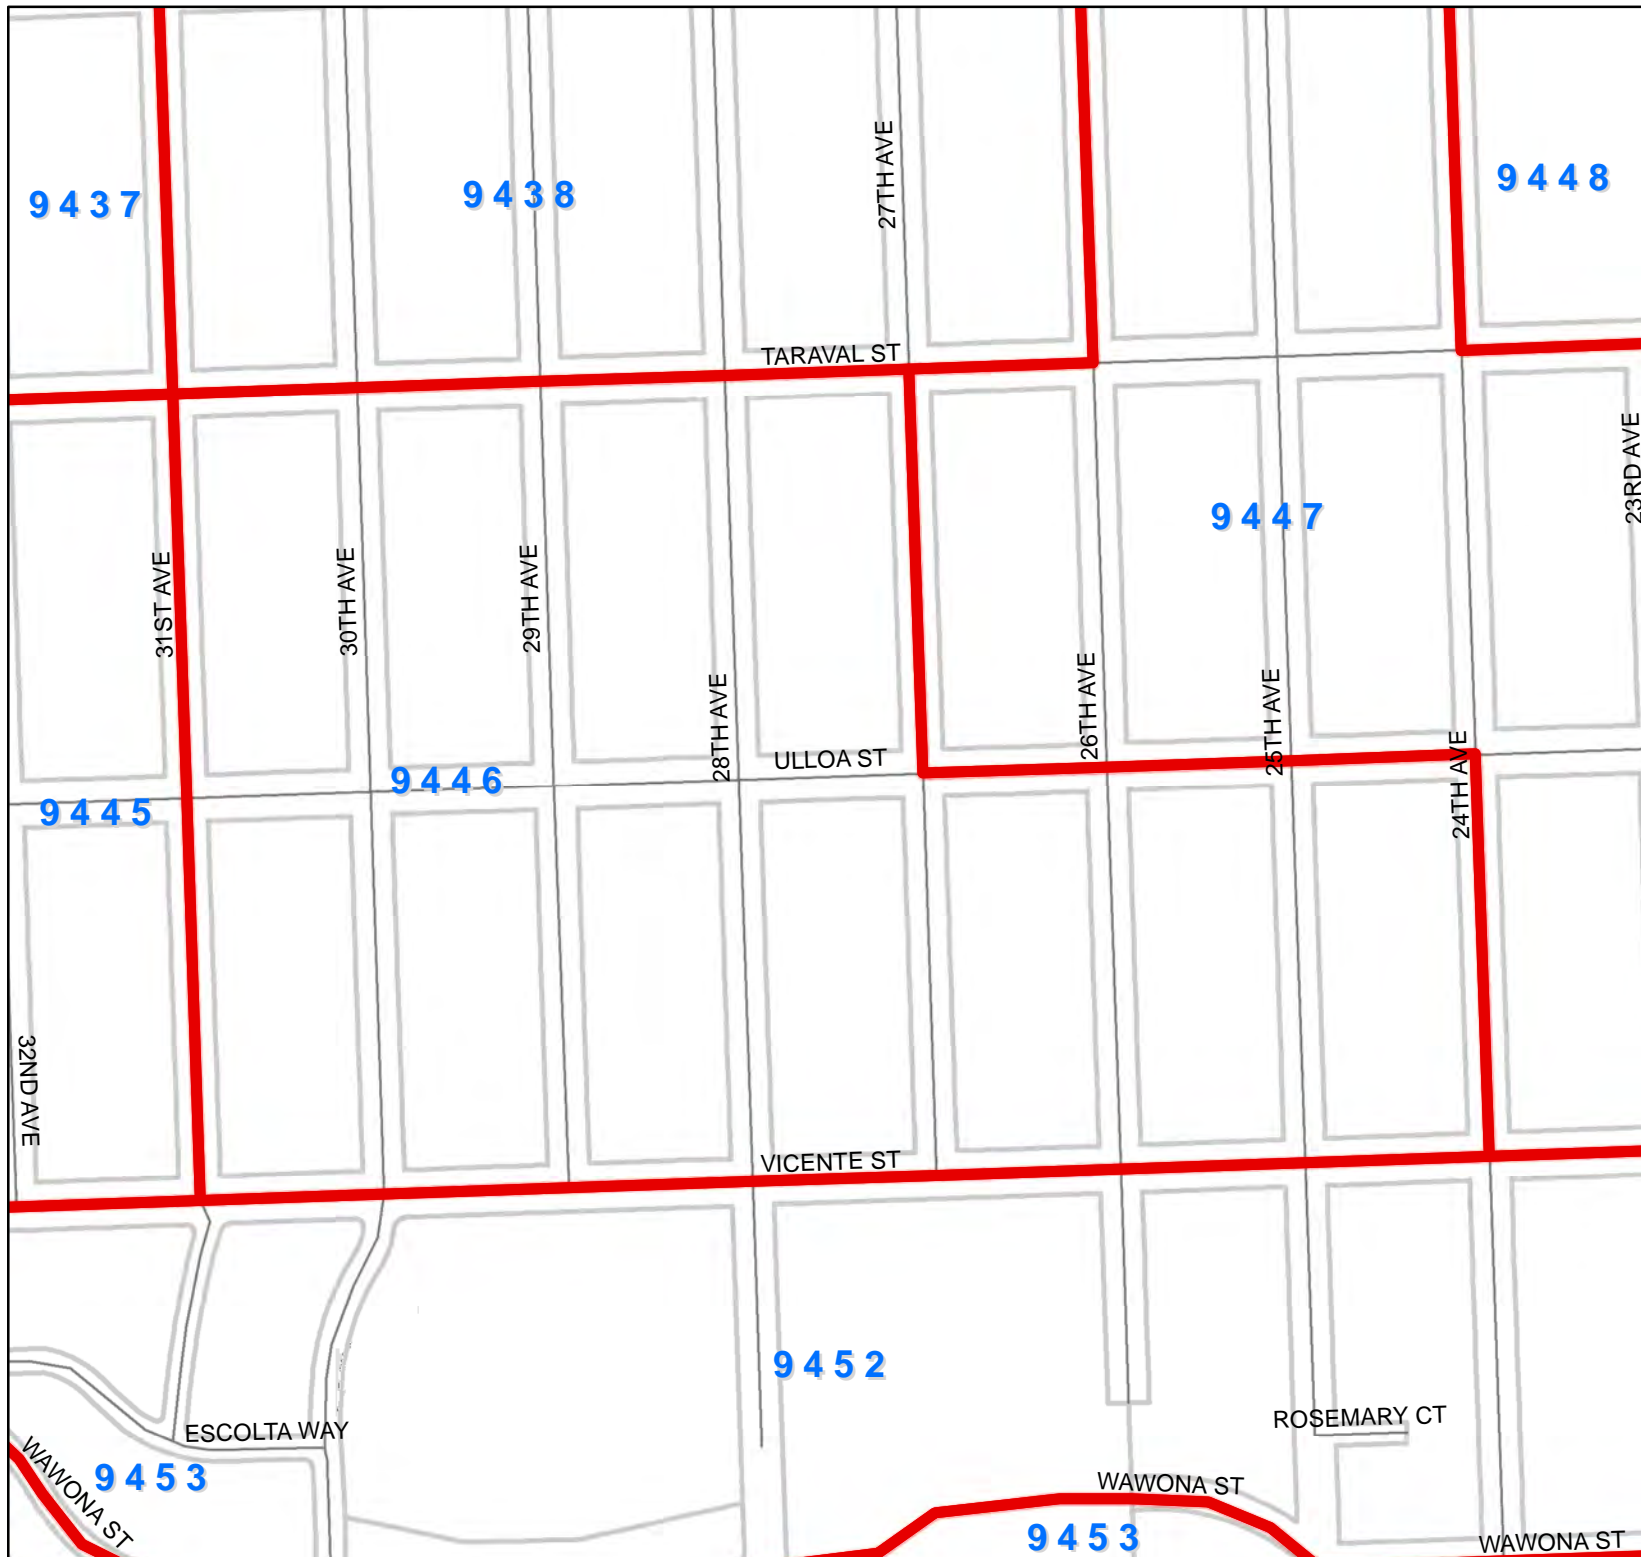 27TH AVE
9448
9438
9437
TARAVAL ST
23RD AVE
9447
31ST AVE
30TH AVE
29TH AVE
28TH AVE
26TH AVE
25TH AVE
24TH AVE
ULLOA ST
9446
9445
32ND AVE
VICENTE ST
9452
ROSEMARY CT
ESCOLTA WAY
WAWONA ST
9453
WAWONA ST
9453
WAWONA ST